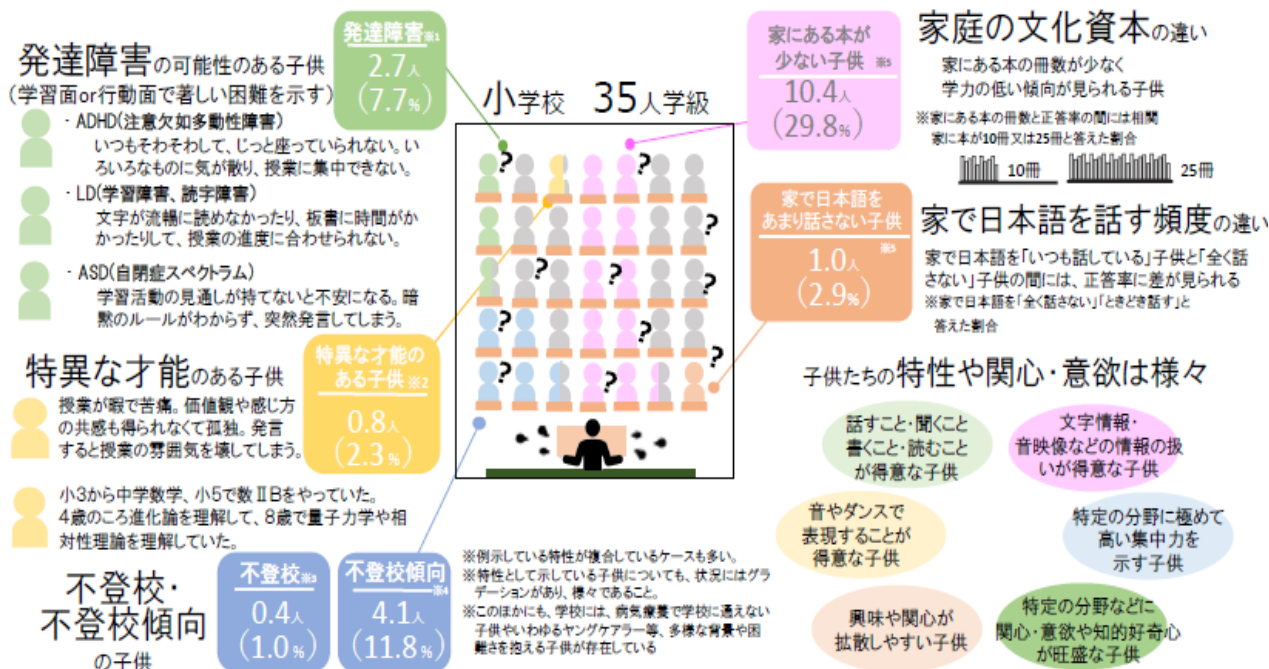 発達障害の可能性のある子供
(学習面or行動面で著しい困難を示す)
・ADHD(注意欠如多動性障害)
いつもそわそわして、じっと座っていられない。い
ろいろなものに気が散り、授業に集中できない。
・LD(学習障害、読字障害)
文字が流暢に読めなかったり、板書に時間がか
かったりして、授業の進度に合わせられない。
・ASD(自閉症スペクトラム)
学習活動の見通しが持てないと不安になる。暗
黙のルールがわからず、突然発言してしまう。
発達障害※1
2.7人
(7.7%)
特異な才能のある子供
授業が暇で苦痛。価値観や感じ方
の共感も得られなくて孤独。発言
すると授業の雰囲気を壊してしまう。
小3から中学数学、小5で数ⅡBをやっていた。
4歳のころ進化論を理解して、8歳で量子力学や相
対性理論を理解していた。
特異な才能の
ある子供※2
0.8人
(2.3%)
不登校・
不登校傾向
の子供
不登校※3
0.4人
(1.0%)
不登校傾向
※4
4.1人
(11.8%)
小学校 35人学級
?
?
?
?
?
?
?
?
?
?
※例示している特性が複合しているケースも多い。
※特性として示している子供についても、状況にはグラ
デーションがあり、様々であること。
※このほかにも、学校には、病気療養で学校に通えない
子供やいわゆるヤングケアラー等、多様な背景や困
難さを抱える子供が存在している
家にある本が
少ない子供 ※5
10.4人
(29.8%)
家庭の文化資本の違い
家にある本の冊数が少なく
学力の低い傾向が見られる子供
※家にある本の冊数と正答率の間には相関
家に本が10冊又は25冊と答えた割合
10冊
25冊
家で日本語を
あまり話さない子供
※5
1.0人
(2.9%)
家で日本語を話す頻度の違い
家で日本語を「いつも話している」子供と「全く話
さない」子供の間には、正答率に差が見られる
※家で日本語を「全く話さない」「ときどき話す」と
答えた割合
子供たちの特性や関心・意欲は様々
話すこと・聞くこと
書くこと・読むこと
が得意な子供
文字情報・
音映像などの情報の扱
いが得意な子供
音やダンスで
表現することが
得意な子供
特定の分野に極めて
高い集中力を
示す子供
興味や関心が
拡散しやすい子供
特定の分野などに
関心・意欲や知的好奇心
が旺盛な子供